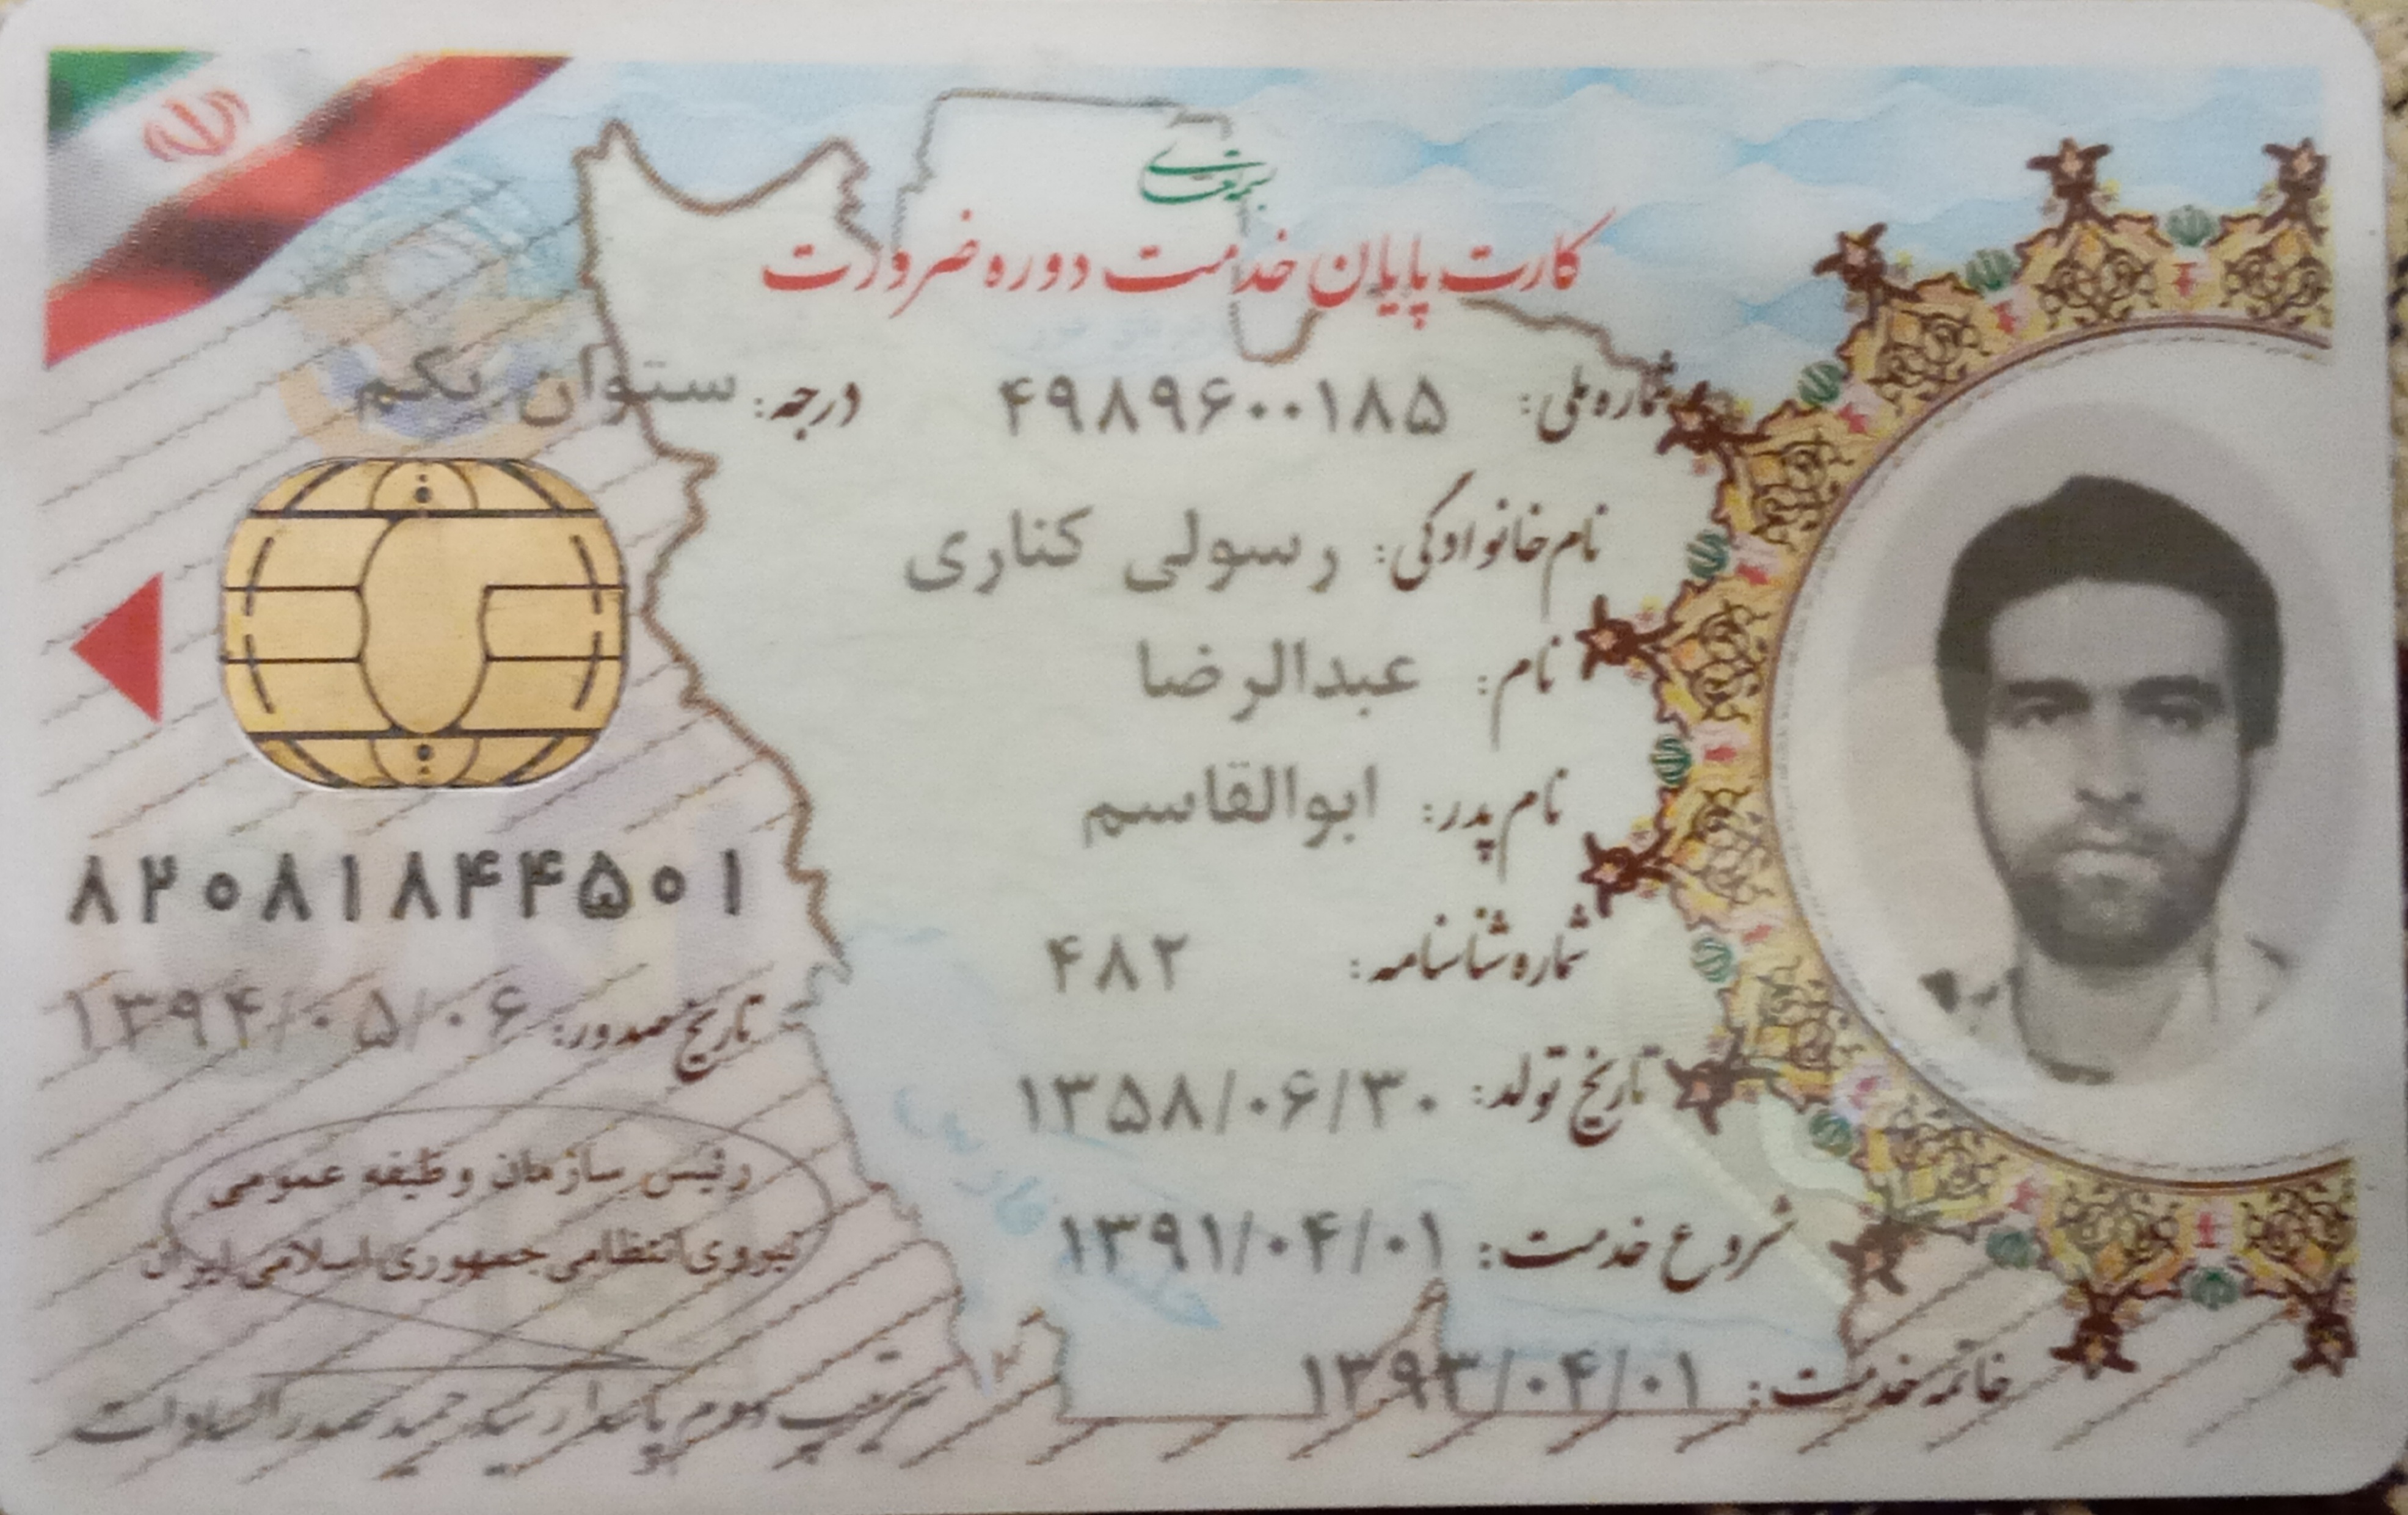 بسمه تعالی
کارت پایان خدمت دوره ضرورت
شماره ملی: ۴۹۸۹۶۰۰۱۸۵
درجه: ستوان یکم
نام خانوادگی: رسولی کناری
نام: عبدالرضا
نام پدر: ابوالقاسم
شماره شناسنامه: ۴۸۲
تاریخ تولد: ۱۳۵۸/۰۶/۳۰
شروع خدمت: ۱۳۹۱/۰۴/۰۱
خاتمه خدمت: ۱۳۹۳/۰۴/۰۱
۸۲۰۸۱۸۴۴۵۰۱
تاریخ صدور: ۱۳۹۴/۰۵/۰۶
رئیس سازمان وظیفه عمومی
نیروی انتظامی جمهوری اسلامی ایران
سرتیپ دوم پاسدار سید حمید صدرالسادات